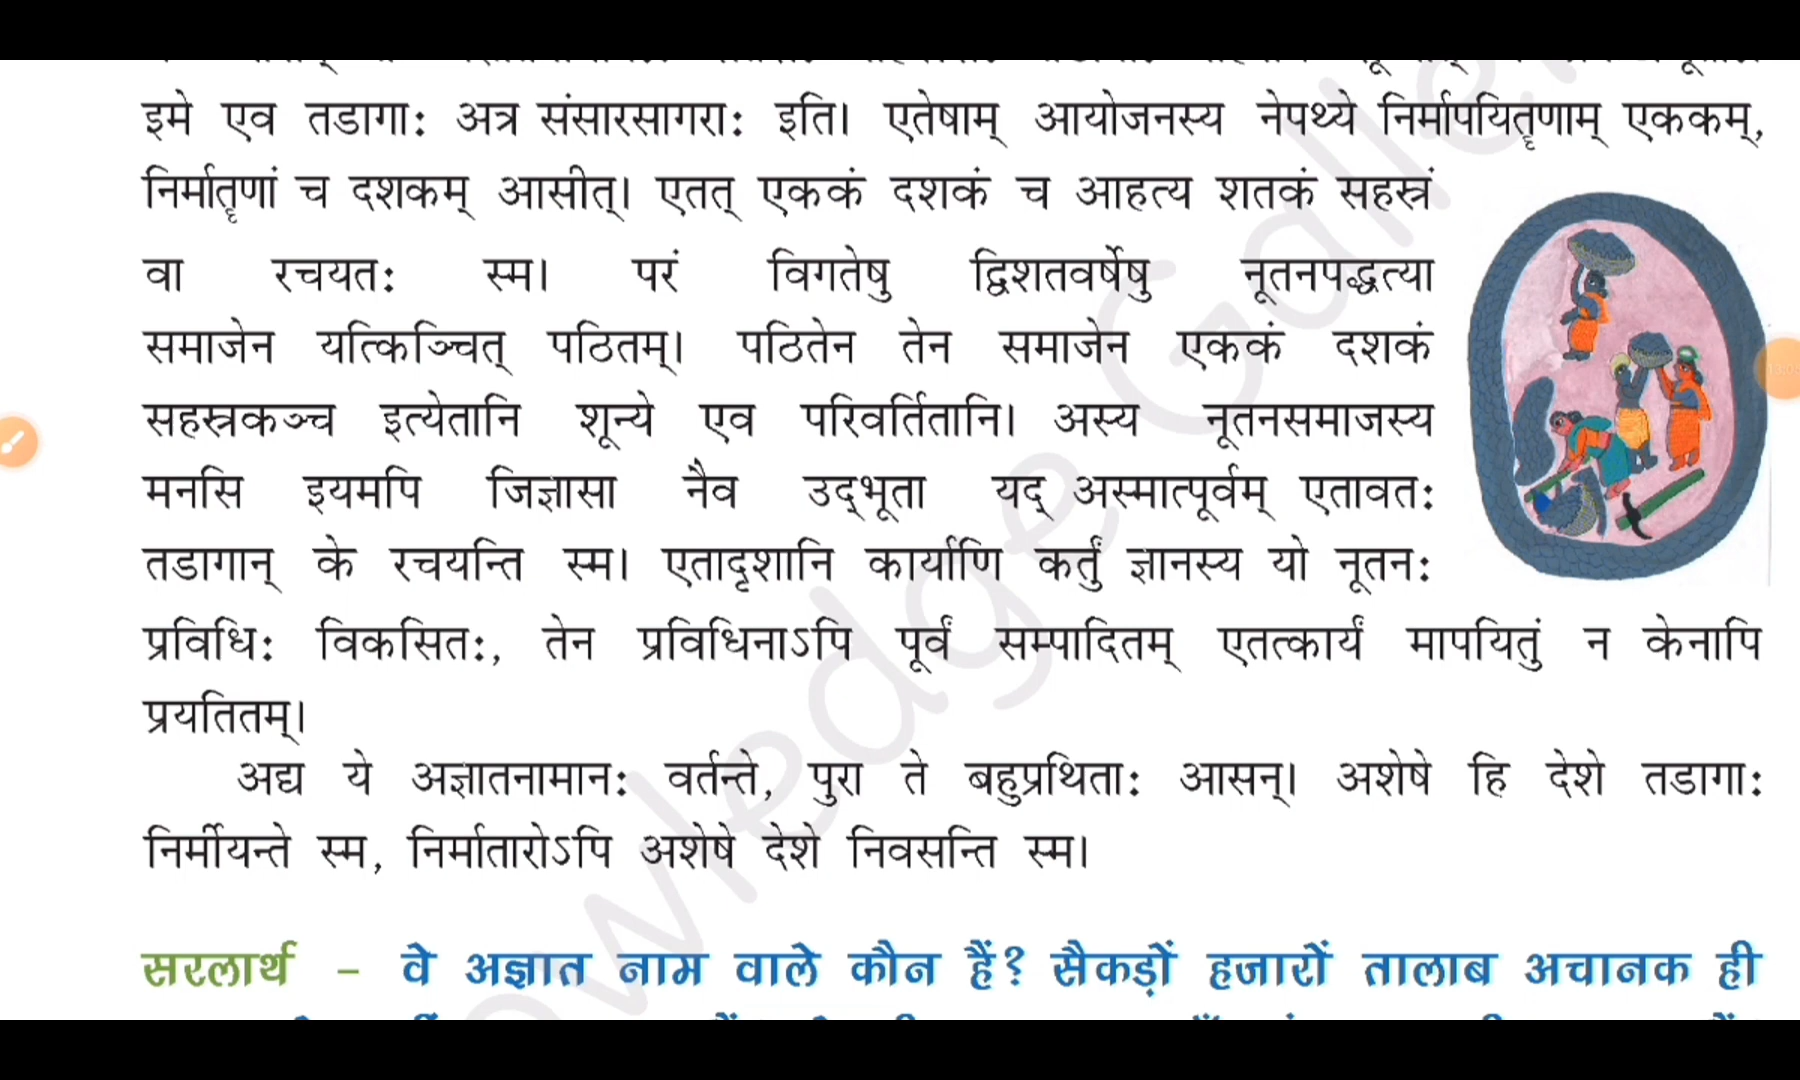 इमे एव तडागाः अत्र संसारसागराः इति। एतेषाम् आयोजनस्य नेपथ्ये निर्मापयितॄणाम् एककम्,
निर्मातॄणां च दशकम् आसीत्। एतत् एककं दशकं च आहत्य शतकं सहस्रं
वा रचयतः स्म। परं विगतेषु द्विशतवर्षेषु नूतनपद्धत्या
समाजेन यत्किञ्चित् पठितम्। पठितेन तेन समाजेन एककं दशकं
सहस्रकञ्च इत्येतानि शून्ये एव परिवर्तितानि। अस्य नूतनसमाजस्य
मनसि इयमपि जिज्ञासा नैव उद्‌भूता यद् अस्मात्पूर्वम् एतावतः
तडागान् के रचयन्ति स्म। एतादृशानि कार्याणि कर्तुं ज्ञानस्य यो नूतनः
प्रविधिः विकसितः, तेन प्रविधिनाऽपि पूर्वं सम्पादितम् एतत्कार्यं मापयितुं न केनापि
प्रयतितम्।
अद्य ये अज्ञातनामानः वर्तन्ते, पुरा ते बहुप्रथिताः आसन्। अशेषे हि देशे तडागाः
निर्मीयन्ते स्म, निर्मातारोऽपि अशेषे देशे निवसन्ति स्म।
सरलार्थ – वे अज्ञात नाम वाले कौन हैं? सैकड़ों हजारों तालाब अचानक ही